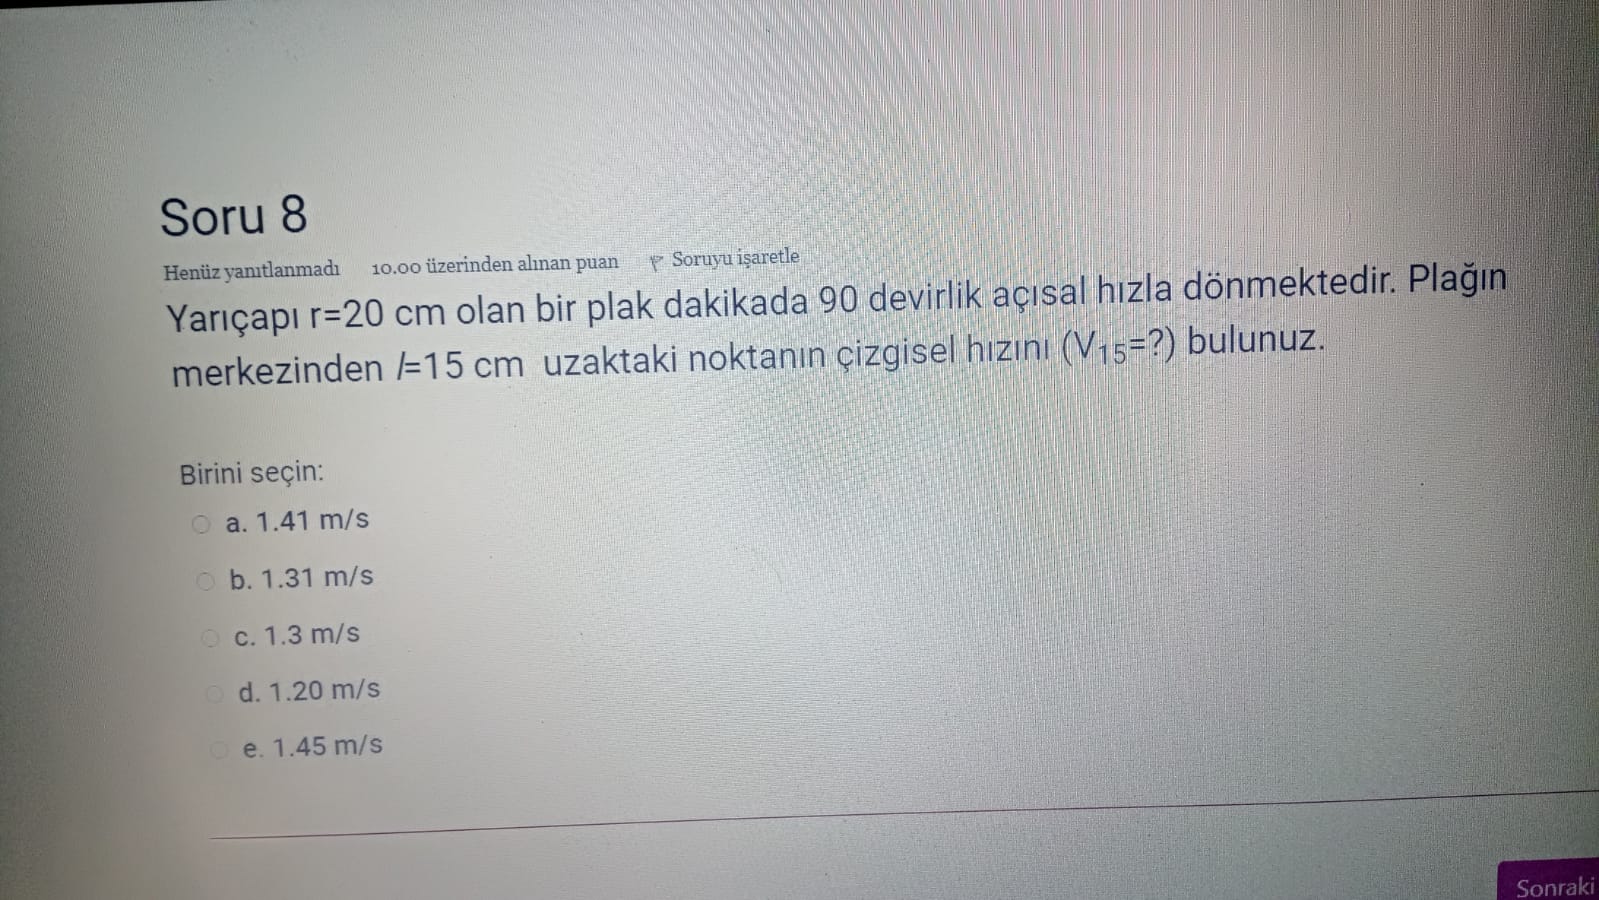 Soru 8
Henüz yanıtlanmadı 10.00 üzerinden alınan puan Soruyu işaretle
Yarıçapı r=20 cm olan bir plak dakikada 90 devirlik açısal hızla dönmektedir. Plağın
merkezinden l=15 cm uzaktaki noktanın çizgisel hızını (V₁₅=?) bulunuz.
Birini seçin:
a. 1.41 m/s
b. 1.31 m/s
c. 1.3 m/s
d. 1.20 m/s
e. 1.45 m/s
Sonraki